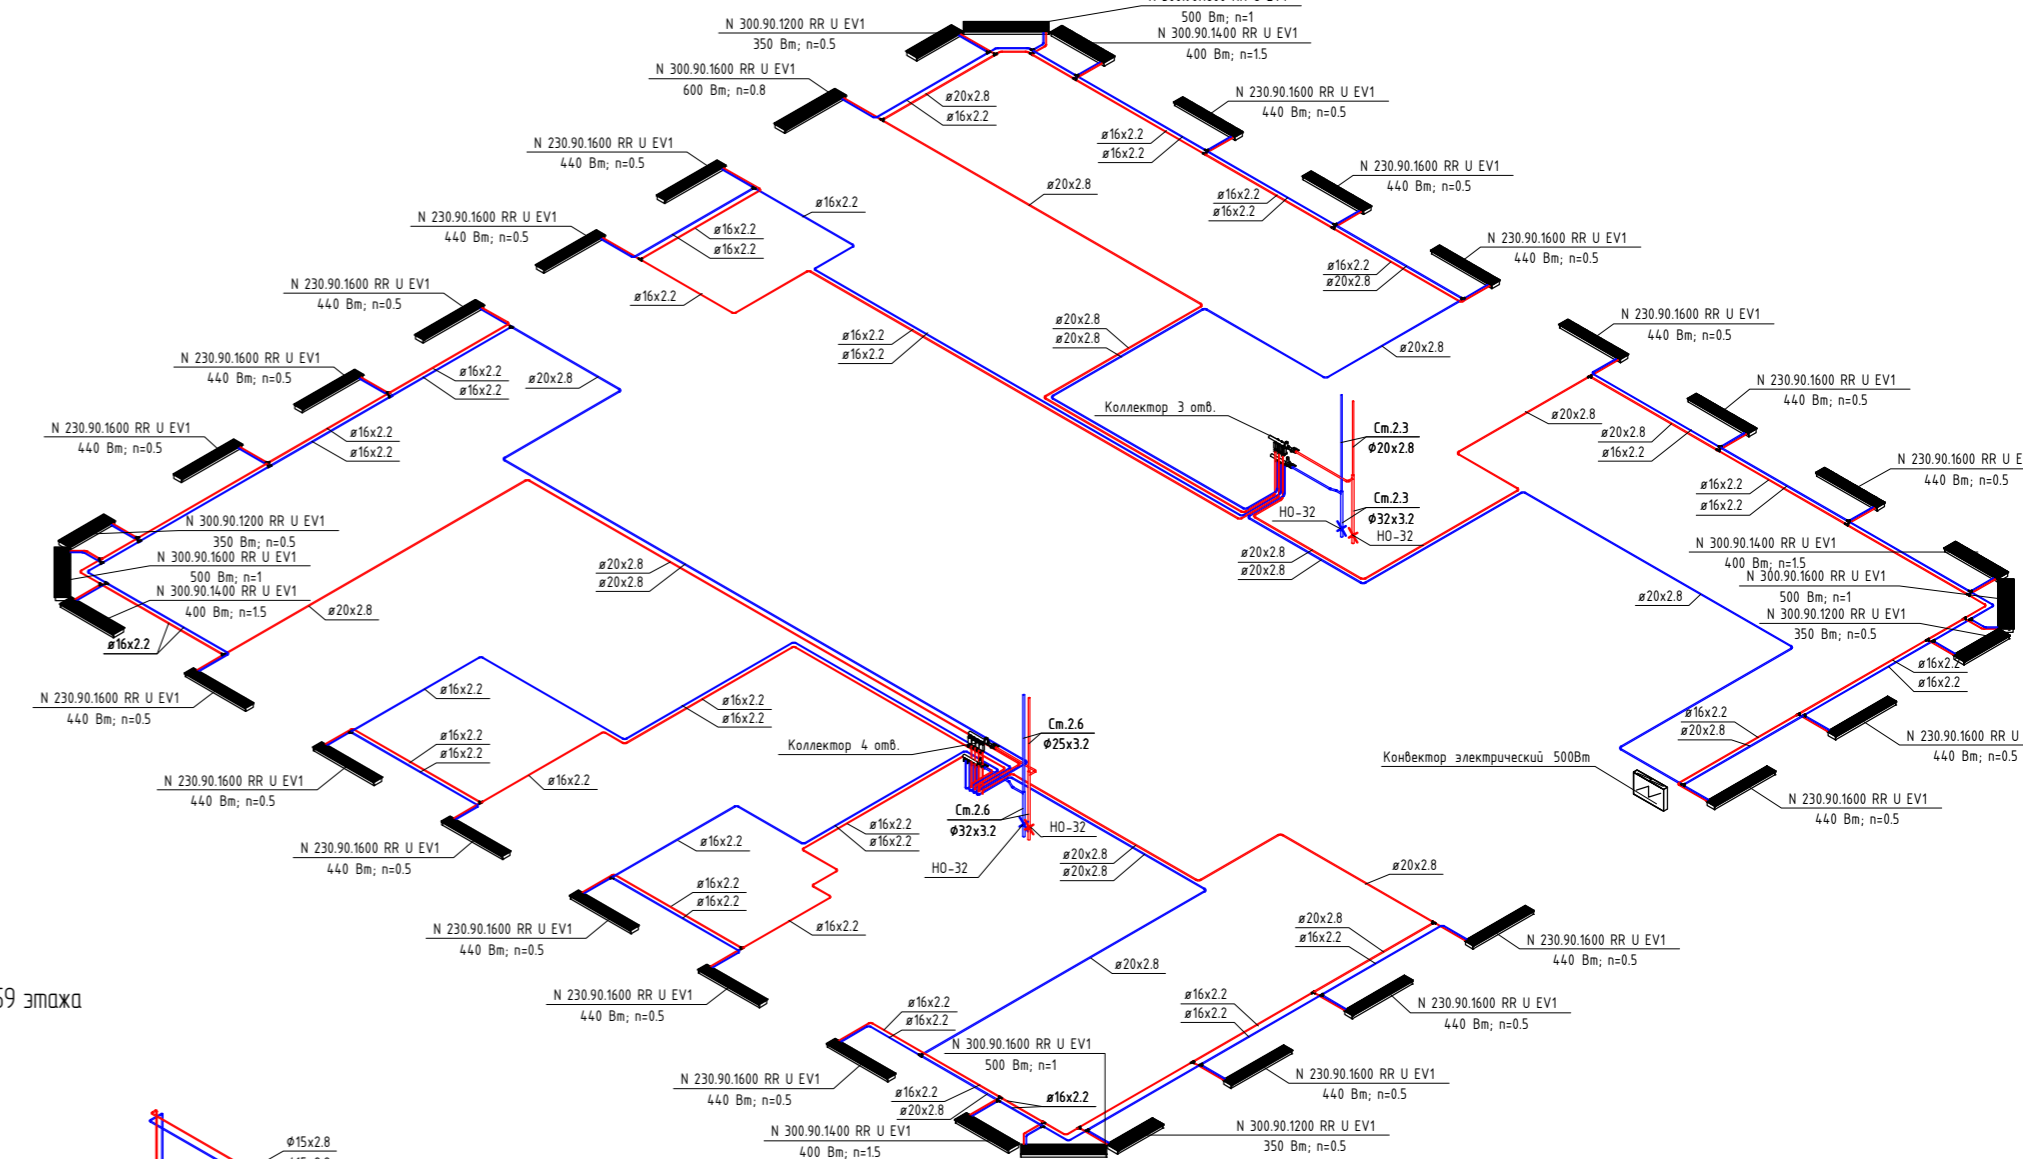 500 Вт; n=1
N 300.90.1200 RR U EV1
350 Вт; n=0.5
N 300.90.1400 RR U EV1
400 Вт; n=1.5
N 300.90.1600 RR U EV1
600 Вт; n=0.8
ø20x2.8
ø16x2.2
N 230.90.1600 RR U EV1
440 Вт; n=0.5
ø16x2.2
ø16x2.2
N 230.90.1600 RR U EV1
440 Вт; n=0.5
N 230.90.1600 RR U EV1
440 Вт; n=0.5
ø20x2.8
ø16x2.2
ø16x2.2
ø16x2.2
N 230.90.1600 RR U EV1
440 Вт; n=0.5
ø16x2.2
ø16x2.2
N 230.90.1600 RR U EV1
440 Вт; n=0.5
ø16x2.2
ø20x2.8
ø16x2.2
N 230.90.1600 RR U EV1
440 Вт; n=0.5
ø20x2.8
ø20x2.8
ø16x2.2
ø16x2.2
N 230.90.1600 RR U EV1
440 Вт; n=0.5
ø20x2.8
N 230.90.1600 RR U EV1
440 Вт; n=0.5
ø16x2.2
ø16x2.2
ø20x2.8
N 230.90.1600 RR U EV1
440 Вт; n=0.5
Коллектор 3 отв.
ø20x2.8
ø20x2.8
ø16x2.2
N 230.90.1600 RR U EV1
440 Вт; n=0.5
ø16x2.2
ø16x2.2
Ст.2.3
Ф20x2.8
N 230.90.1600 RR U E
440 Вт; n=0.5
ø16x2.2
ø16x2.2
Ст.2.3
Ф32x3.2
НО-32
НО-32
N 300.90.1200 RR U EV1
350 Вт; n=0.5
N 300.90.1600 RR U EV1
500 Вт; n=1
N 300.90.1400 RR U EV1
400 Вт; n=1.5
ø16x2.2
ø20x2.8
ø20x2.8
ø20x2.8
ø20x2.8
ø20x2.8
N 300.90.1400 RR U EV1
400 Вт; n=1.5
N 300.90.1600 RR U EV1
500 Вт; n=1
N 300.90.1200 RR U EV1
350 Вт; n=0.5
ø20x2.8
ø16x2.2
ø16x2.2
N 230.90.1600 RR U EV1
440 Вт; n=0.5
ø16x2.2
ø16x2.2
ø16x2.2
ø16x2.2
ø20x2.8
N 230.90.1600 RR U
440 Вт; n=0.5
Коллектор 4 отв.
Ст.2.6
Ф25x3.2
ø16x2.2
ø16x2.2
ø16x2.2
N 230.90.1600 RR U EV1
440 Вт; n=0.5
Конвектор электрический 500Вт
N 230.90.1600 RR U EV1
440 Вт; n=0.5
Ст.2.6
Ф32x3.2
НО-32
НО-32
ø16x2.2
ø16x2.2
ø16x2.2
N 230.90.1600 RR U EV1
440 Вт; n=0.5
ø20x2.8
ø20x2.8
ø20x2.8
ø16x2.2
ø16x2.2
ø16x2.2
N 230.90.1600 RR U EV1
440 Вт; n=0.5
ø20x2.8
ø16x2.2
N 230.90.1600 RR U EV1
440 Вт; n=0.5
ø20x2.8
N 230.90.1600 RR U EV1
440 Вт; n=0.5
59 этажа
ø16x2.2
ø16x2.2
ø16x2.2
ø16x2.2
N 230.90.1600 RR U EV1
440 Вт; n=0.5
N 300.90.1600 RR U EV1
500 Вт; n=1
N 230.90.1600 RR U EV1
440 Вт; n=0.5
N 230.90.1600 RR U EV1
440 Вт; n=0.5
ø16x2.2
ø20x2.8
ø16x2.2
N 300.90.1400 RR U EV1
400 Вт; n=1.5
N 300.90.1200 RR U EV1
350 Вт; n=0.5
Ф15x2.8